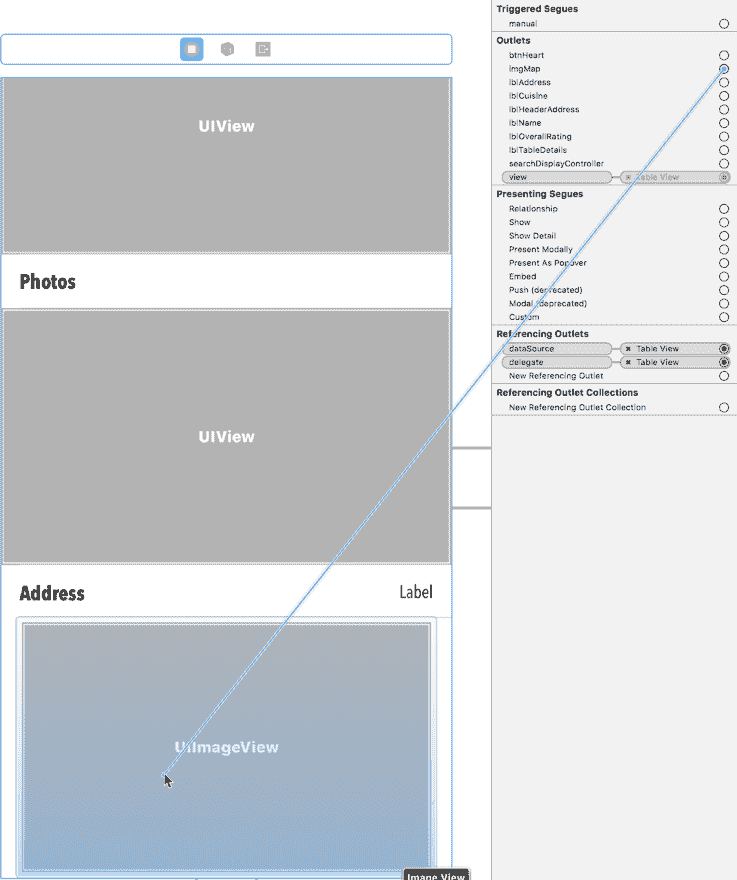 UIView
Photos
UIView
Address
Label
UIImageView
Image View
Triggered Segues
manual
Outlets
btnHeart
imgMap
lblAddress
lblCuisine
lblHeaderAddress
lblName
lblOverallRating
lblTableDetails
searchDisplayController
view Table View
Presenting Segues
Relationship
Show
Show Detail
Present Modally
Present As Popover
Embed
Push (deprecated)
Modal (deprecated)
Custom
Referencing Outlets
dataSource Table View
delegate Table View
New Referencing Outlet
Referencing Outlet Collections
New Referencing Outlet Collection